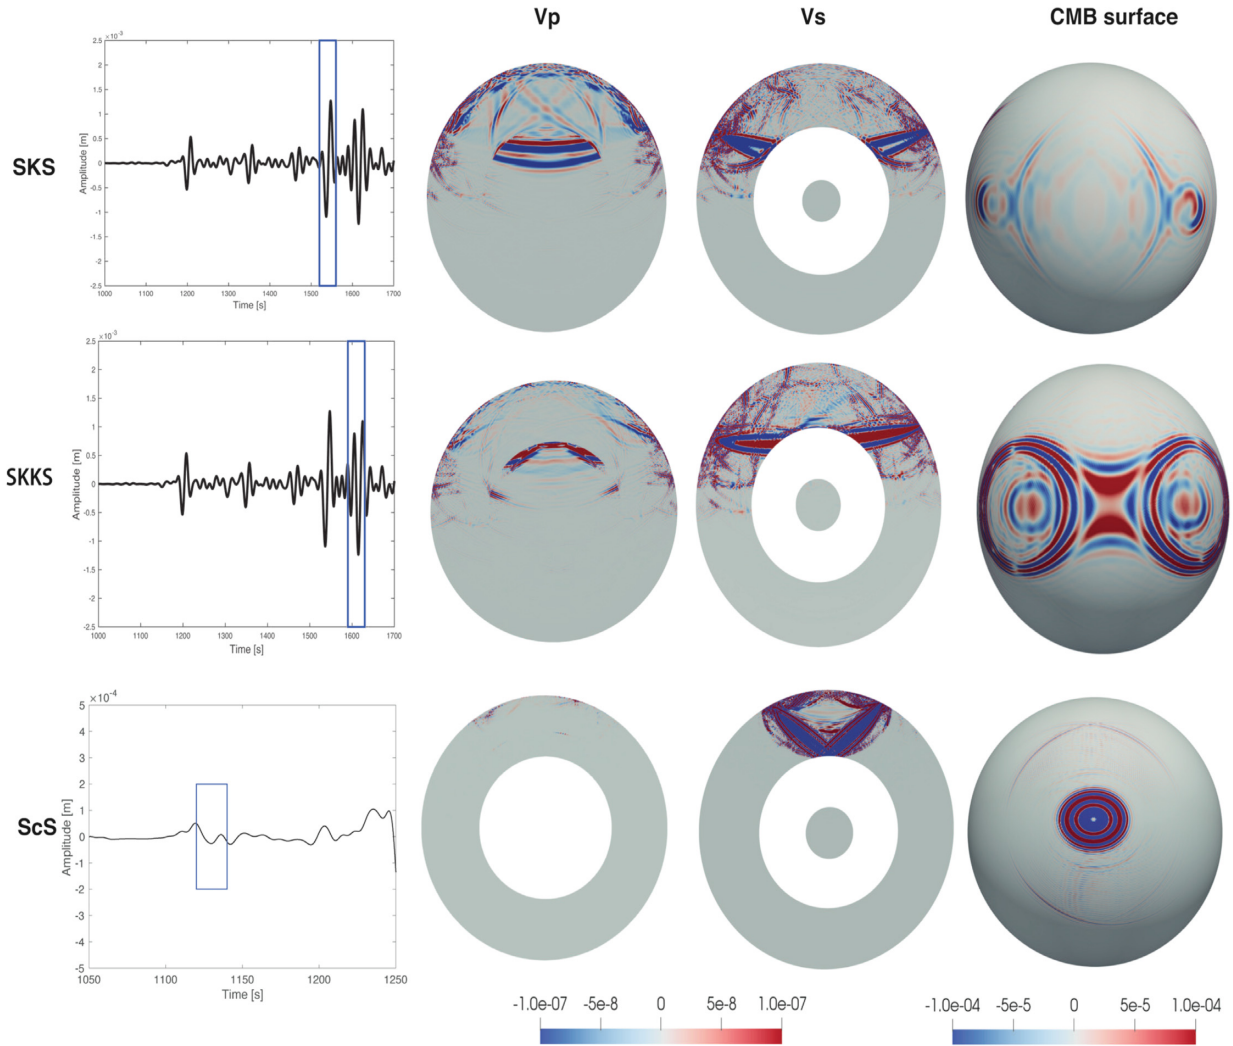 Vp Vs CMB surface
SKS
×10⁻³
2.5
2
1.5
1
0.5
0
-0.5
-1
-1.5
-2
-2.5
Amplitude [m]
1000 1100 1200 1300 1400 1500 1600 1700
Time [s]
SKKS
×10⁻³
2.5
2
1.5
1
0.5
0
-0.5
-1
-1.5
-2
-2.5
Amplitude [m]
1000 1100 1200 1300 1400 1500 1600 1700
Time [s]
ScS
×10⁻⁴
5
4
3
2
1
0
-1
-2
-3
-4
-5
Amplitude [m]
1050 1100 1150 1200 1250
Time [s]
-1.0e-07 -5e-8 0 5e-8 1.0e-07
-1.0e-04 -5e-5 0 5e-5 1.0e-04